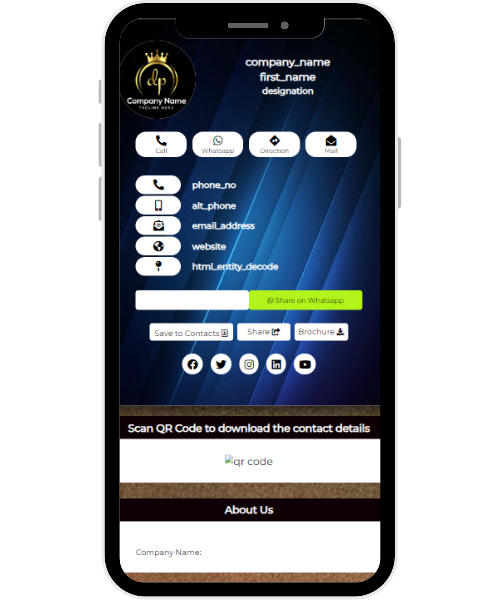 dp
Company Name
TAGLINE HERE
company_name
first_name
designation
Call
Whatsapp
Direction
Mail
phone_no
alt_phone
email_address
website
html_entity_decode
Share on Whatsapp
Save to Contacts
Share
Brochure
Scan QR Code to download the contact details
qr code
About Us
Company Name: